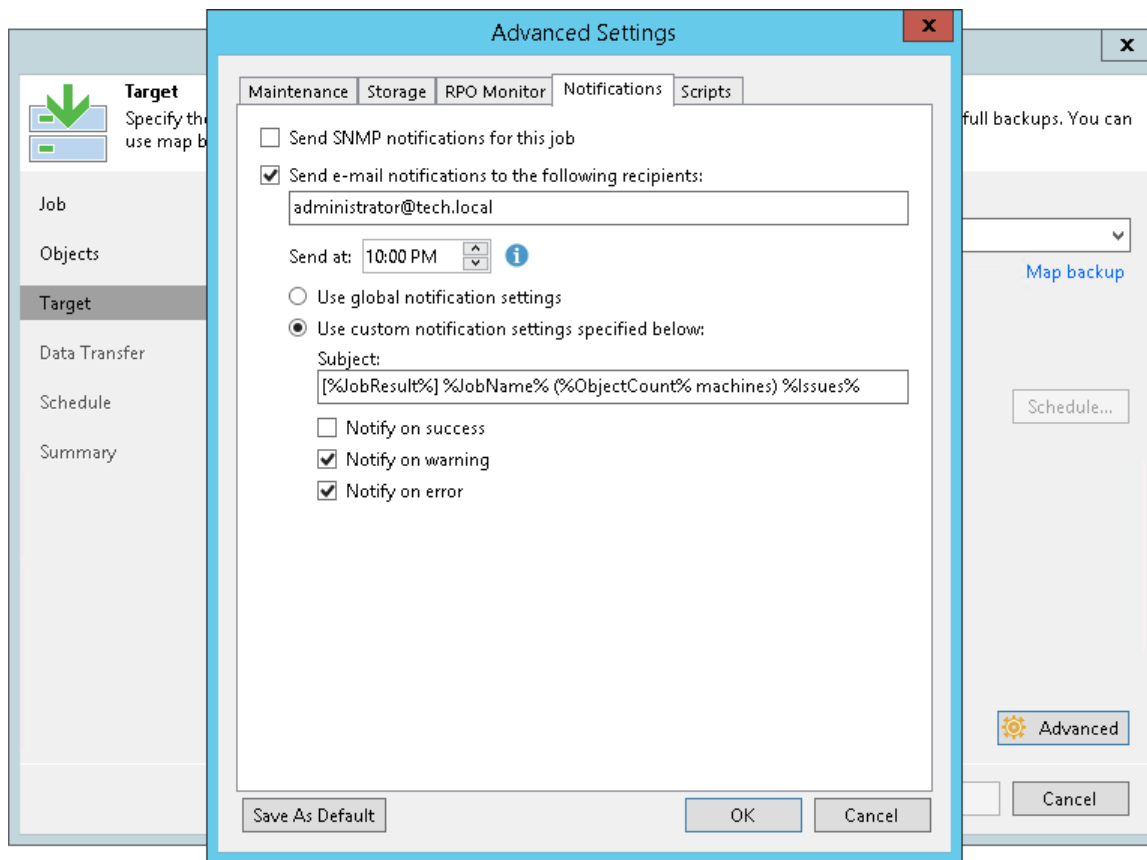 Advanced Settings
x
x
Target
Specify the
use map b
full backups. You can
Job
Objects
Target
Data Transfer
Schedule
Summary
Maintenance
Storage
RPO Monitor
Notifications
Scripts
Send SNMP notifications for this job
Send e-mail notifications to the following recipients:
administrator@tech.local
Send at: 10:00 PM
Use global notification settings
Use custom notification settings specified below:
Subject:
[%JobResult%] %JobName% (%ObjectCount% machines) %Issues%
Notify on success
Notify on warning
Notify on error
Map backup
Schedule...
Advanced
Save As Default
OK
Cancel
Cancel